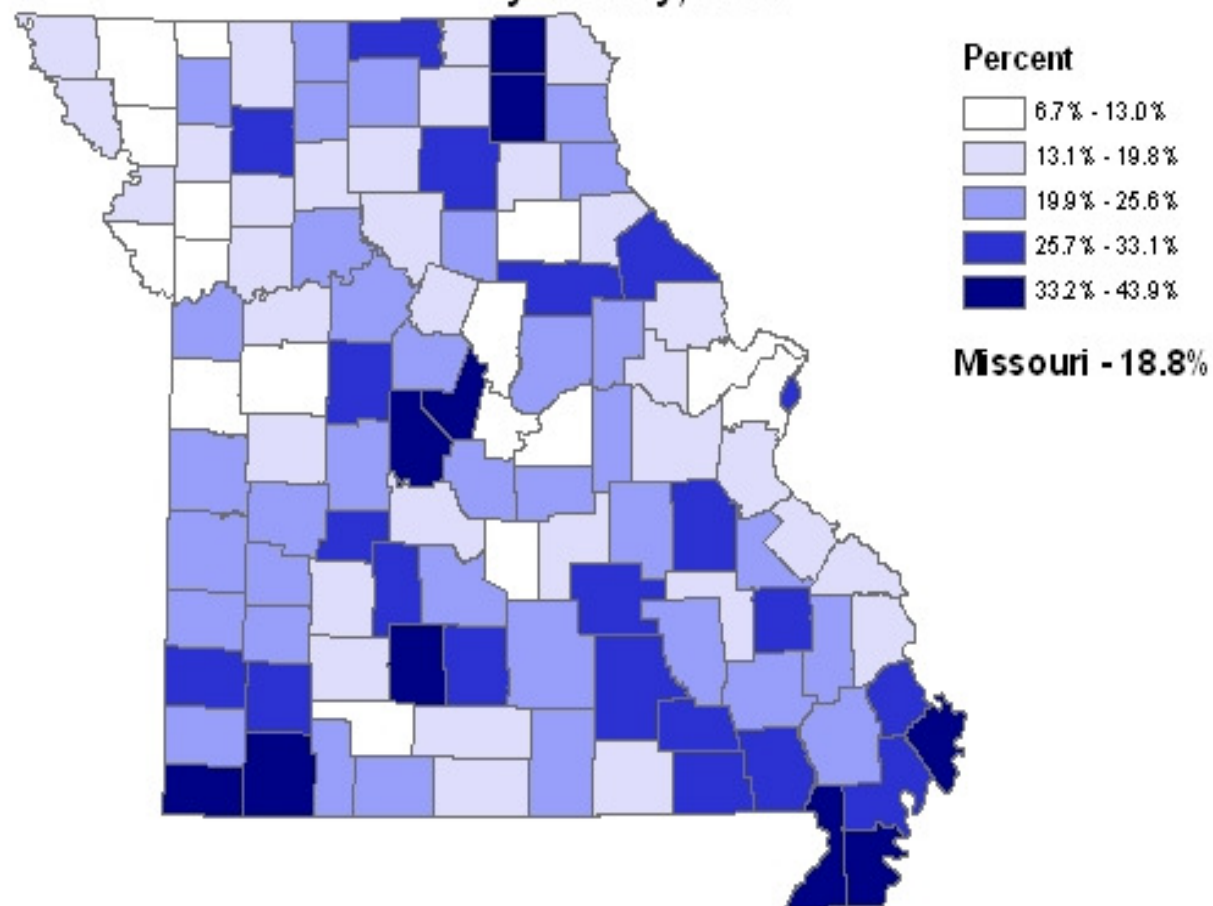 Percent
6.7% - 13.0%
13.1% - 19.8%
19.9% - 25.6%
25.7% - 33.1%
33.2% - 43.9%
Missouri - 18.8%